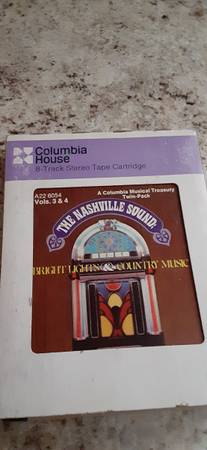 Columbia
House
8-Track Stereo Tape Cartridge
A22 6054
Vols. 3 & 4
A Columbia Musical Treasury
Twin-Pack
THE NASHVILLE SOUND:
BRIGHT LIGHTS & COUNTRY MUSIC